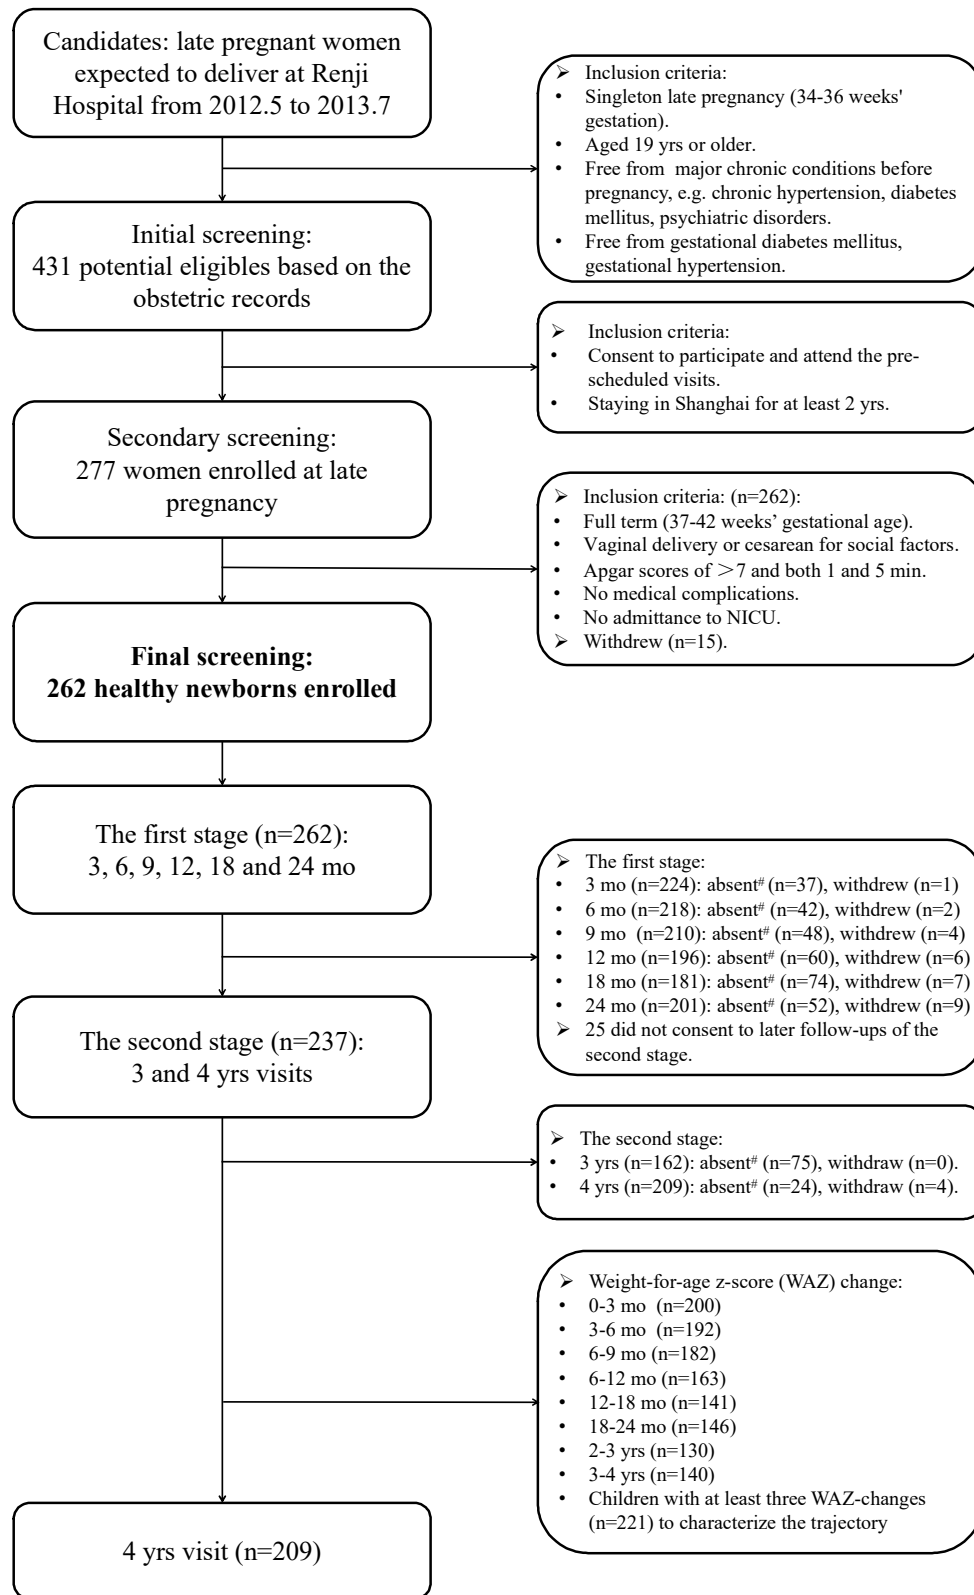 Candidates: late pregnant women
expected to deliver at Renji
Hospital from 2012.5 to 2013.7
➢ Inclusion criteria:
• Singleton late pregnancy (34-36 weeks'
gestation).
• Aged 19 yrs or older.
• Free from major chronic conditions before
pregnancy, e.g. chronic hypertension, diabetes
mellitus, psychiatric disorders.
• Free from gestational diabetes mellitus,
gestational hypertension.
Initial screening:
431 potential eligibles based on the
obstetric records
➢ Inclusion criteria:
• Consent to participate and attend the pre-
scheduled visits.
• Staying in Shanghai for at least 2 yrs.
Secondary screening:
277 women enrolled at late
pregnancy
➢ Inclusion criteria: (n=262):
• Full term (37-42 weeks’ gestational age).
• Vaginal delivery or cesarean for social factors.
• Apgar scores of ＞7 and both 1 and 5 min.
• No medical complications.
• No admittance to NICU.
➢ Withdrew (n=15).
Final screening:
262 healthy newborns enrolled
The first stage (n=262):
3, 6, 9, 12, 18 and 24 mo
➢ The first stage:
• 3 mo (n=224): absent# (n=37), withdrew (n=1)
• 6 mo (n=218): absent# (n=42), withdrew (n=2)
• 9 mo (n=210): absent# (n=48), withdrew (n=4)
• 12 mo (n=196): absent# (n=60), withdrew (n=6)
• 18 mo (n=181): absent# (n=74), withdrew (n=7)
• 24 mo (n=201): absent# (n=52), withdrew (n=9)
➢ 25 did not consent to later follow-ups of the
second stage.
The second stage (n=237):
3 and 4 yrs visits
➢ The second stage:
• 3 yrs (n=162): absent# (n=75), withdraw (n=0).
• 4 yrs (n=209): absent# (n=24), withdraw (n=4).
➢ Weight-for-age z-score (WAZ) change:
• 0-3 mo (n=200)
• 3-6 mo (n=192)
• 6-9 mo (n=182)
• 6-12 mo (n=163)
• 12-18 mo (n=141)
• 18-24 mo (n=146)
• 2-3 yrs (n=130)
• 3-4 yrs (n=140)
• Children with at least three WAZ-changes
(n=221) to characterize the trajectory
4 yrs visit (n=209)